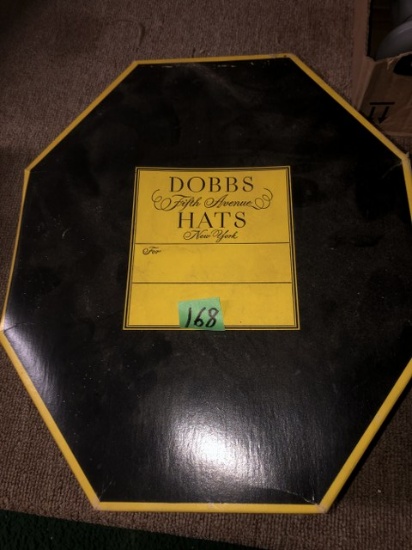 DOBBS
Fifth Avenue
HATS
New York
For
168